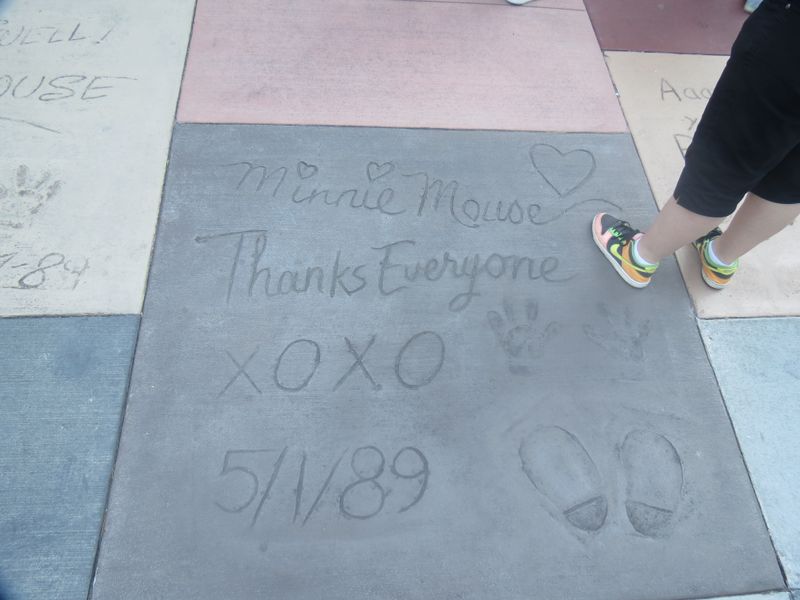 Minnie Mouse
Thanks Everyone
XOXO
5/1/89